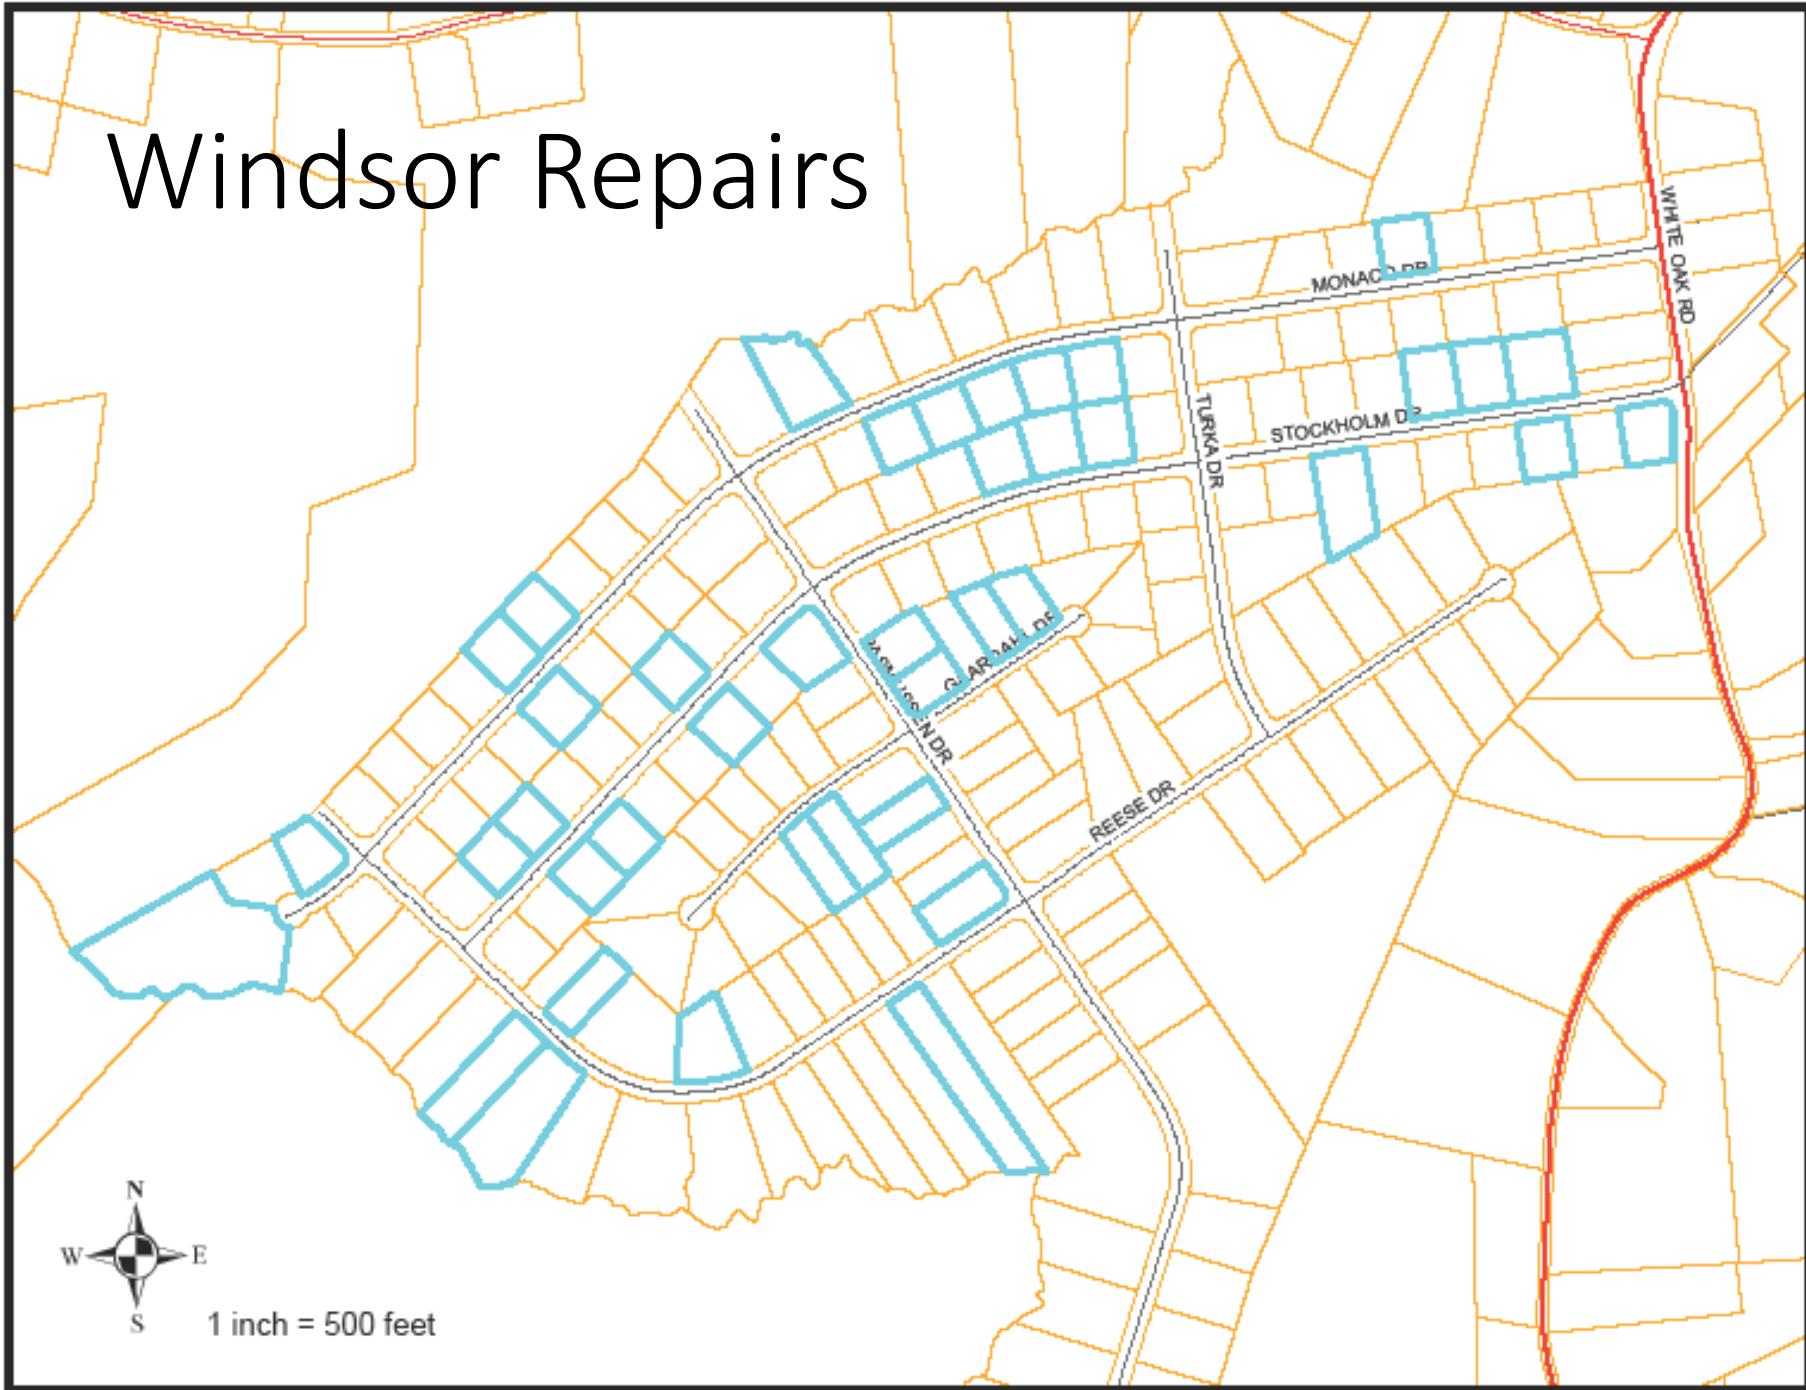 Windsor Repairs
WHITE OAK RD
MONACO DR
TURKA DR
STOCKHOLM DR
REESE DR
N
W
E
S
1 inch = 500 feet